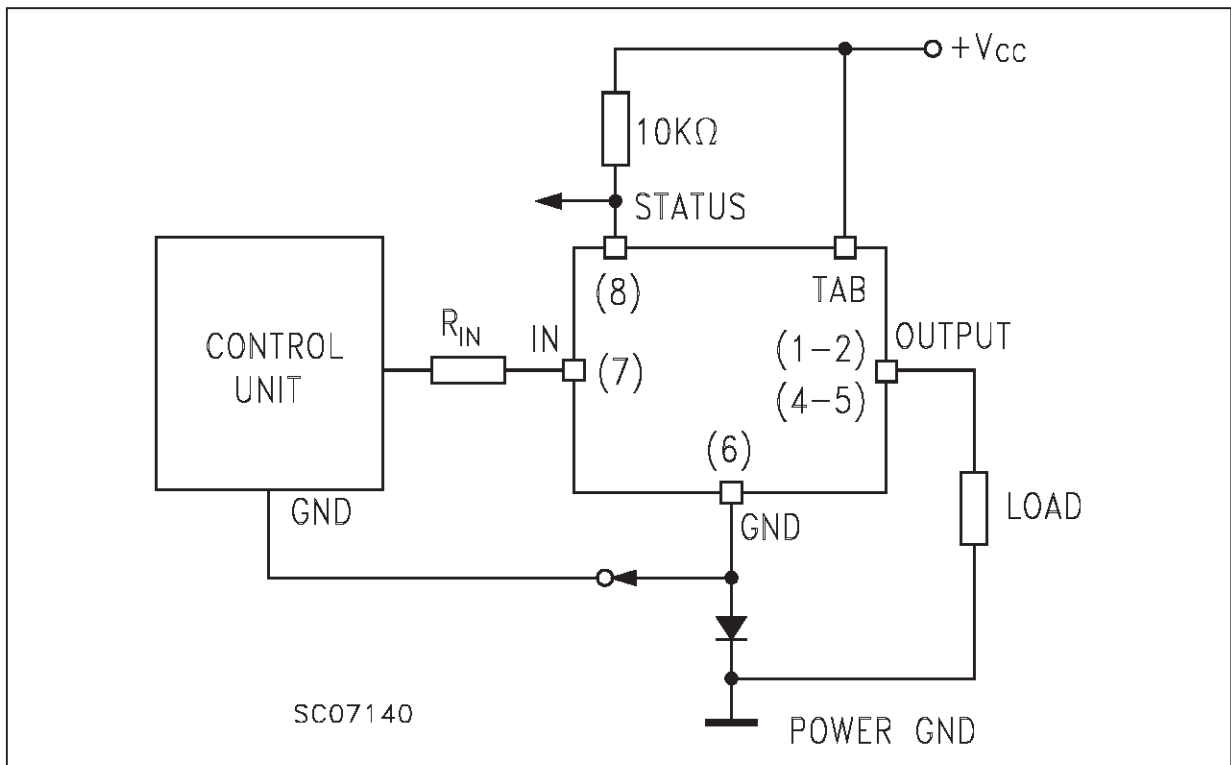 +Vcc
10KΩ
STATUS
(8)
TAB
CONTROL
UNIT
RIN
IN
(7)
OUTPUT
(1-2)
(4-5)
(6)
GND
GND
LOAD
SC07140
POWER GND